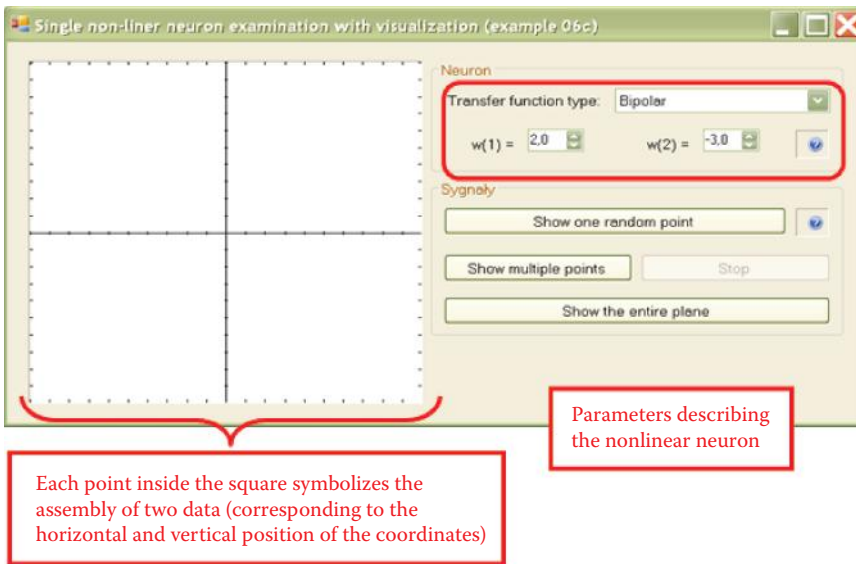 Single non-liner neuron examination with visualization (example 06c)
Neuron
Transfer function type: Bipolar
w(1) = 2,0 w(2) = -3,0
Sygnały
Show one random point
Show multiple points Stop
Show the entire plane
Parameters describing
the nonlinear neuron
Each point inside the square symbolizes the
assembly of two data (corresponding to the
horizontal and vertical position of the coordinates)